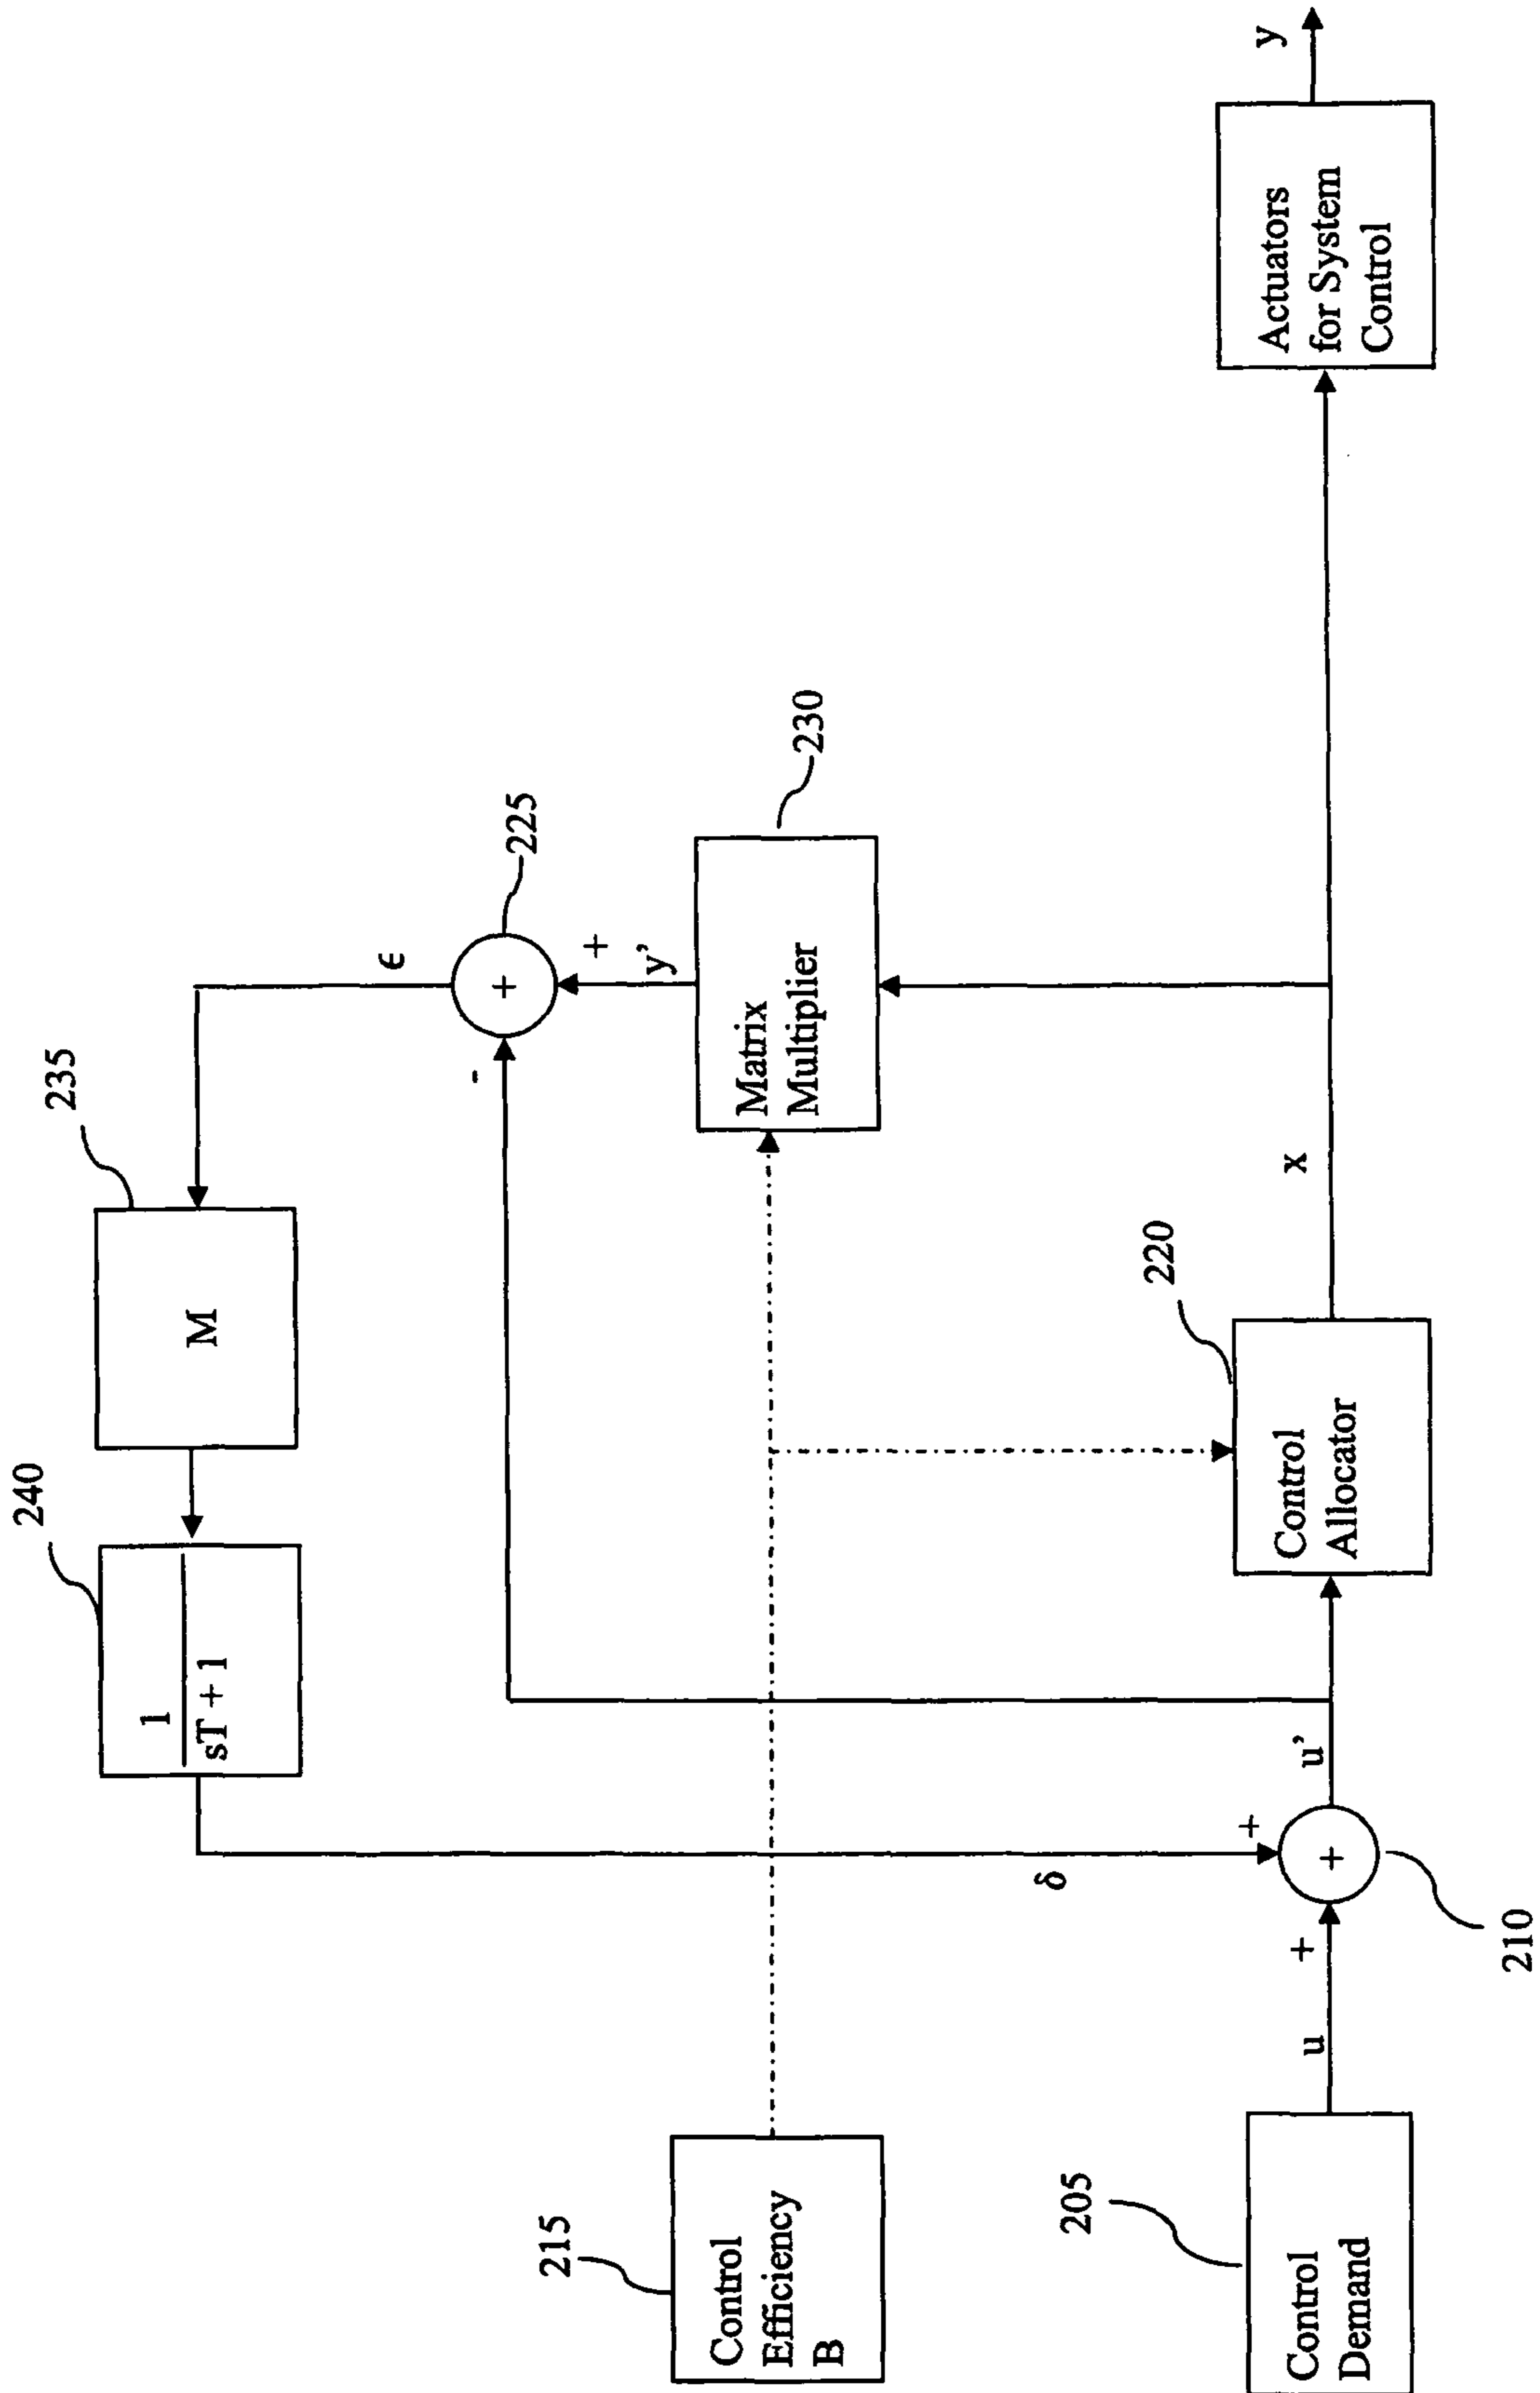 240
235
1
sT + 1
M
ϵ
225
+
-
+
y'
230
Matrix
Multiplier
215
Control
Efficiency
B
δ
205
Control
Demand
u
+
+
+
210
u'
220
Control
Allocator
x
Actuators
for System
Control
y